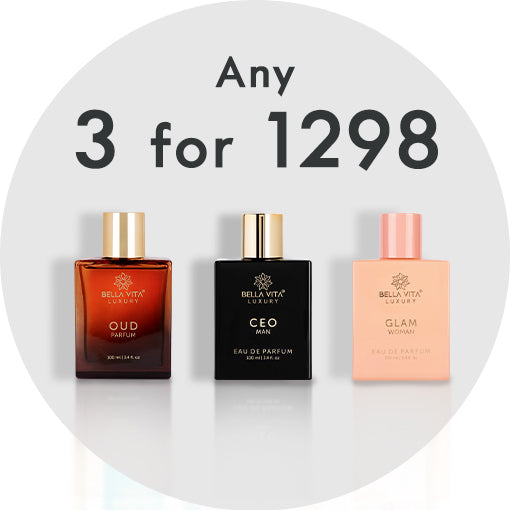 Any
3 for 1298
BELLA VITA®
LUXURY
OUD
PARFUM
100 ml | 3.4 fl. oz
BELLA VITA®
LUXURY
CEO
MAN
EAU DE PARFUM
100 ml | 3.4 fl. oz
BELLA VITA®
LUXURY
GLAM
WOMAN
EAU DE PARFUM